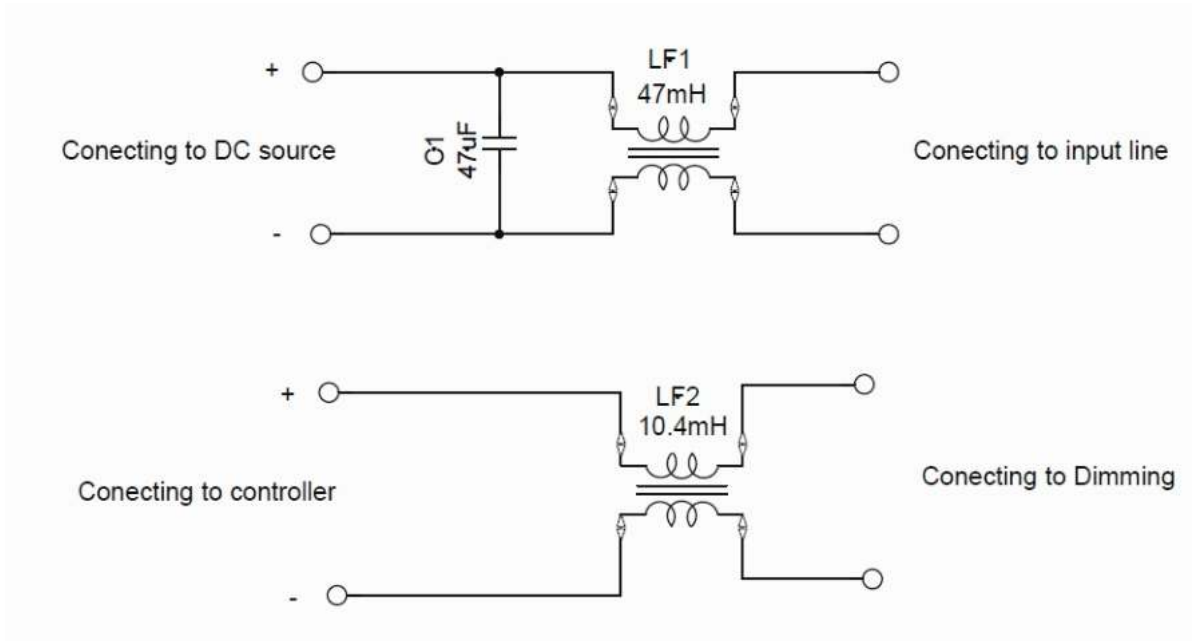 +
LF1
47mH
Conecting to DC source
C1
47uF
Conecting to input line
-
+
LF2
10.4mH
Conecting to controller
Conecting to Dimming
-